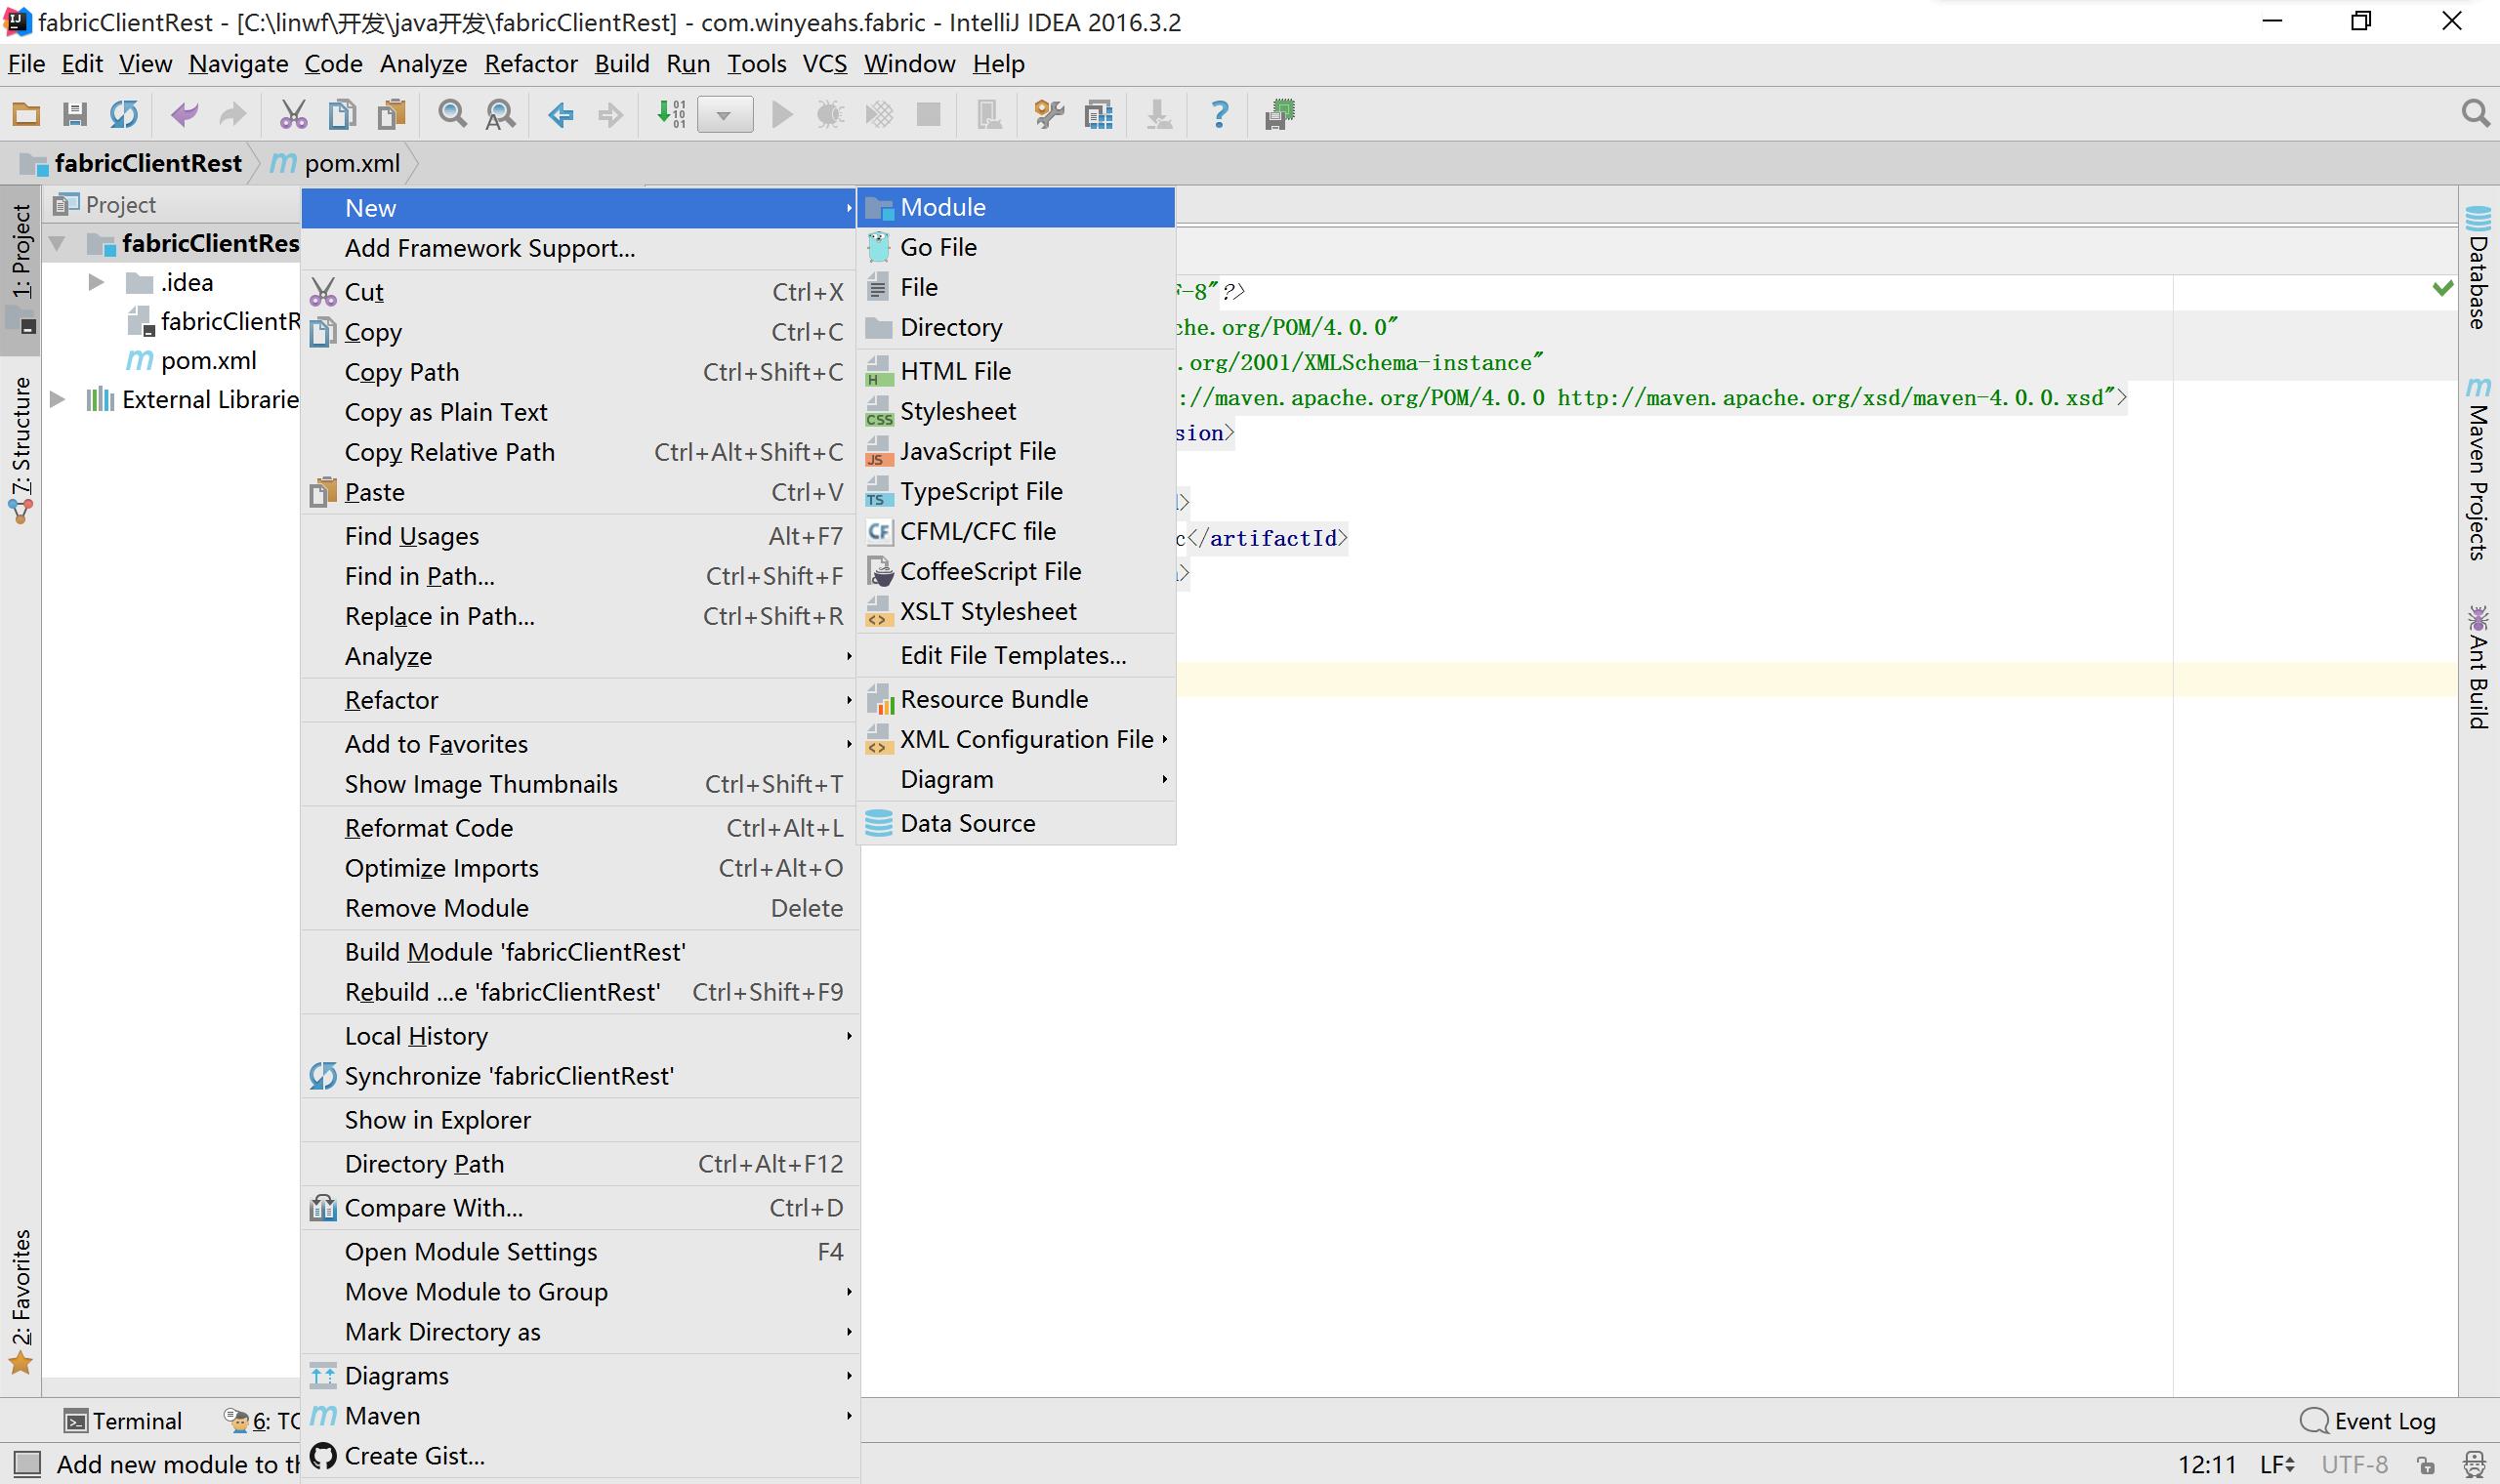 fabricClientRest - [C:\linwf\开发\java开发\fabricClientRest] - com.winyeahs.fabric - IntelliJ IDEA 2016.3.2
File Edit View Navigate Code Analyze Refactor Build Run Tools VCS Window Help
fabricClientRest pom.xml
1: Project
7: Structure
2: Favorites
Project
fabricClientRes
.idea
fabricClientR
pom.xml
External Librarie
New
Add Framework Support...
Cut Ctrl+X
Copy Ctrl+C
Copy Path Ctrl+Shift+C
Copy as Plain Text
Copy Relative Path Ctrl+Alt+Shift+C
Paste Ctrl+V
Find Usages Alt+F7
Find in Path... Ctrl+Shift+F
Replace in Path... Ctrl+Shift+R
Analyze
Refactor
Add to Favorites
Show Image Thumbnails Ctrl+Shift+T
Reformat Code Ctrl+Alt+L
Optimize Imports Ctrl+Alt+O
Remove Module Delete
Build Module 'fabricClientRest'
Rebuild ...e 'fabricClientRest' Ctrl+Shift+F9
Local History
Synchronize 'fabricClientRest'
Show in Explorer
Directory Path Ctrl+Alt+F12
Compare With... Ctrl+D
Open Module Settings F4
Move Module to Group
Mark Directory as
Diagrams
Maven
Create Gist...
Module
Go File
File
Directory
HTML File
Stylesheet
JavaScript File
TypeScript File
CFML/CFC file
CoffeeScript File
XSLT Stylesheet
Edit File Templates...
Resource Bundle
XML Configuration File
Diagram
Data Source
F-8"?>
che.org/POM/4.0.0"
.org/2001/XMLSchema-instance"
://maven.apache.org/POM/4.0.0 http://maven.apache.org/xsd/maven-4.0.0.xsd">
sion>
>
c</artifactId>
>
Database
Maven Projects
Ant Build
Terminal 6: TO Event Log
Add new module to th 12:11 LF UTF-8